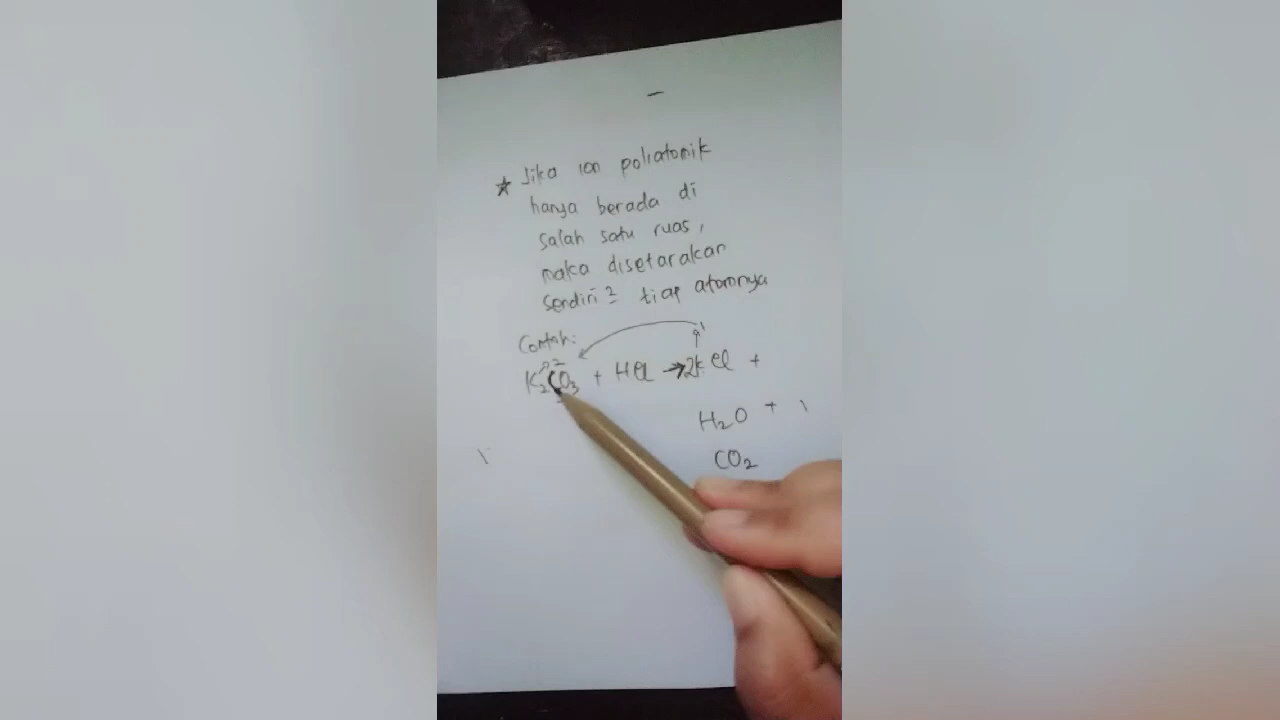 ★ Jika ion poliatomik
hanya berada di
salah satu ruas,
maka disetarakan
sendiri² tiap atomnya
Contoh:
K₂CO₃ + HCl → 2KCl +
H₂O +
CO₂